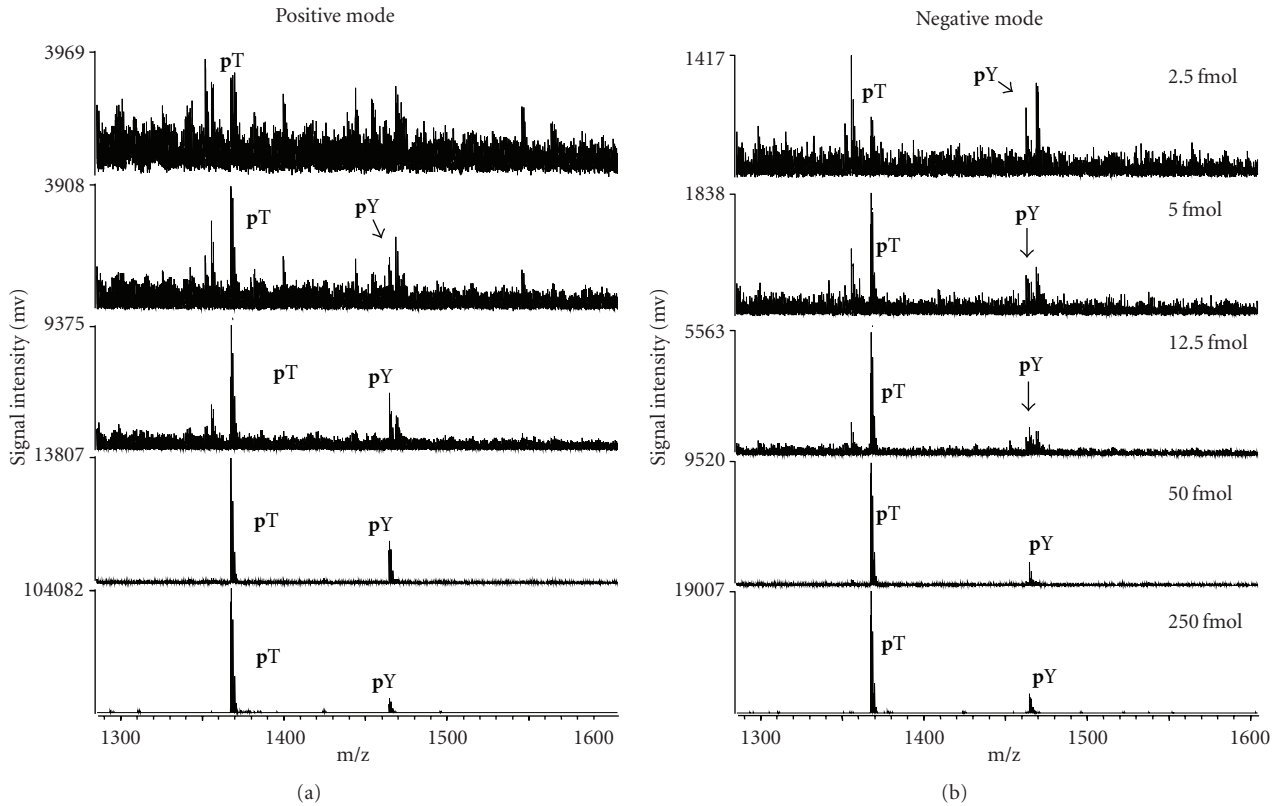 Positive mode
3969
pT
3908
pT
pY
9375
pT
pY
13807
pT
pY
104082
pT
pY
Signal intensity (mv)
1300 1400 1500 1600
m/z
(a)
Negative mode
1417
pT
pY
2.5 fmol
1838
pT
pY
5 fmol
5563
pY
12.5 fmol
9520
pT
pY
50 fmol
19007
pT
pY
250 fmol
Signal intensity (mv)
1300 1400 1500 1600
m/z
(b)